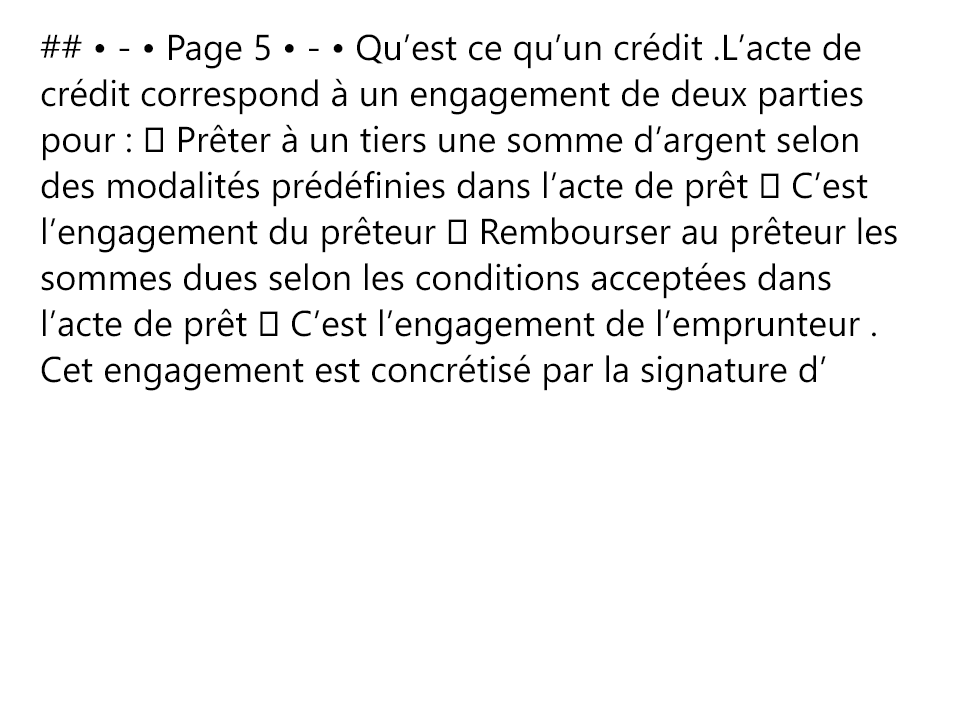 ## • - • Page 5 • - • Qu’est ce qu’un crédit .L’acte de
crédit correspond à un engagement de deux parties
pour :  Prêter à un tiers une somme d’argent selon
des modalités prédéfinies dans l’acte de prêt  C’est
l’engagement du prêteur  Rembourser au prêteur les
sommes dues selon les conditions acceptées dans
l’acte de prêt  C’est l’engagement de l’emprunteur .
Cet engagement est concrétisé par la signature d’